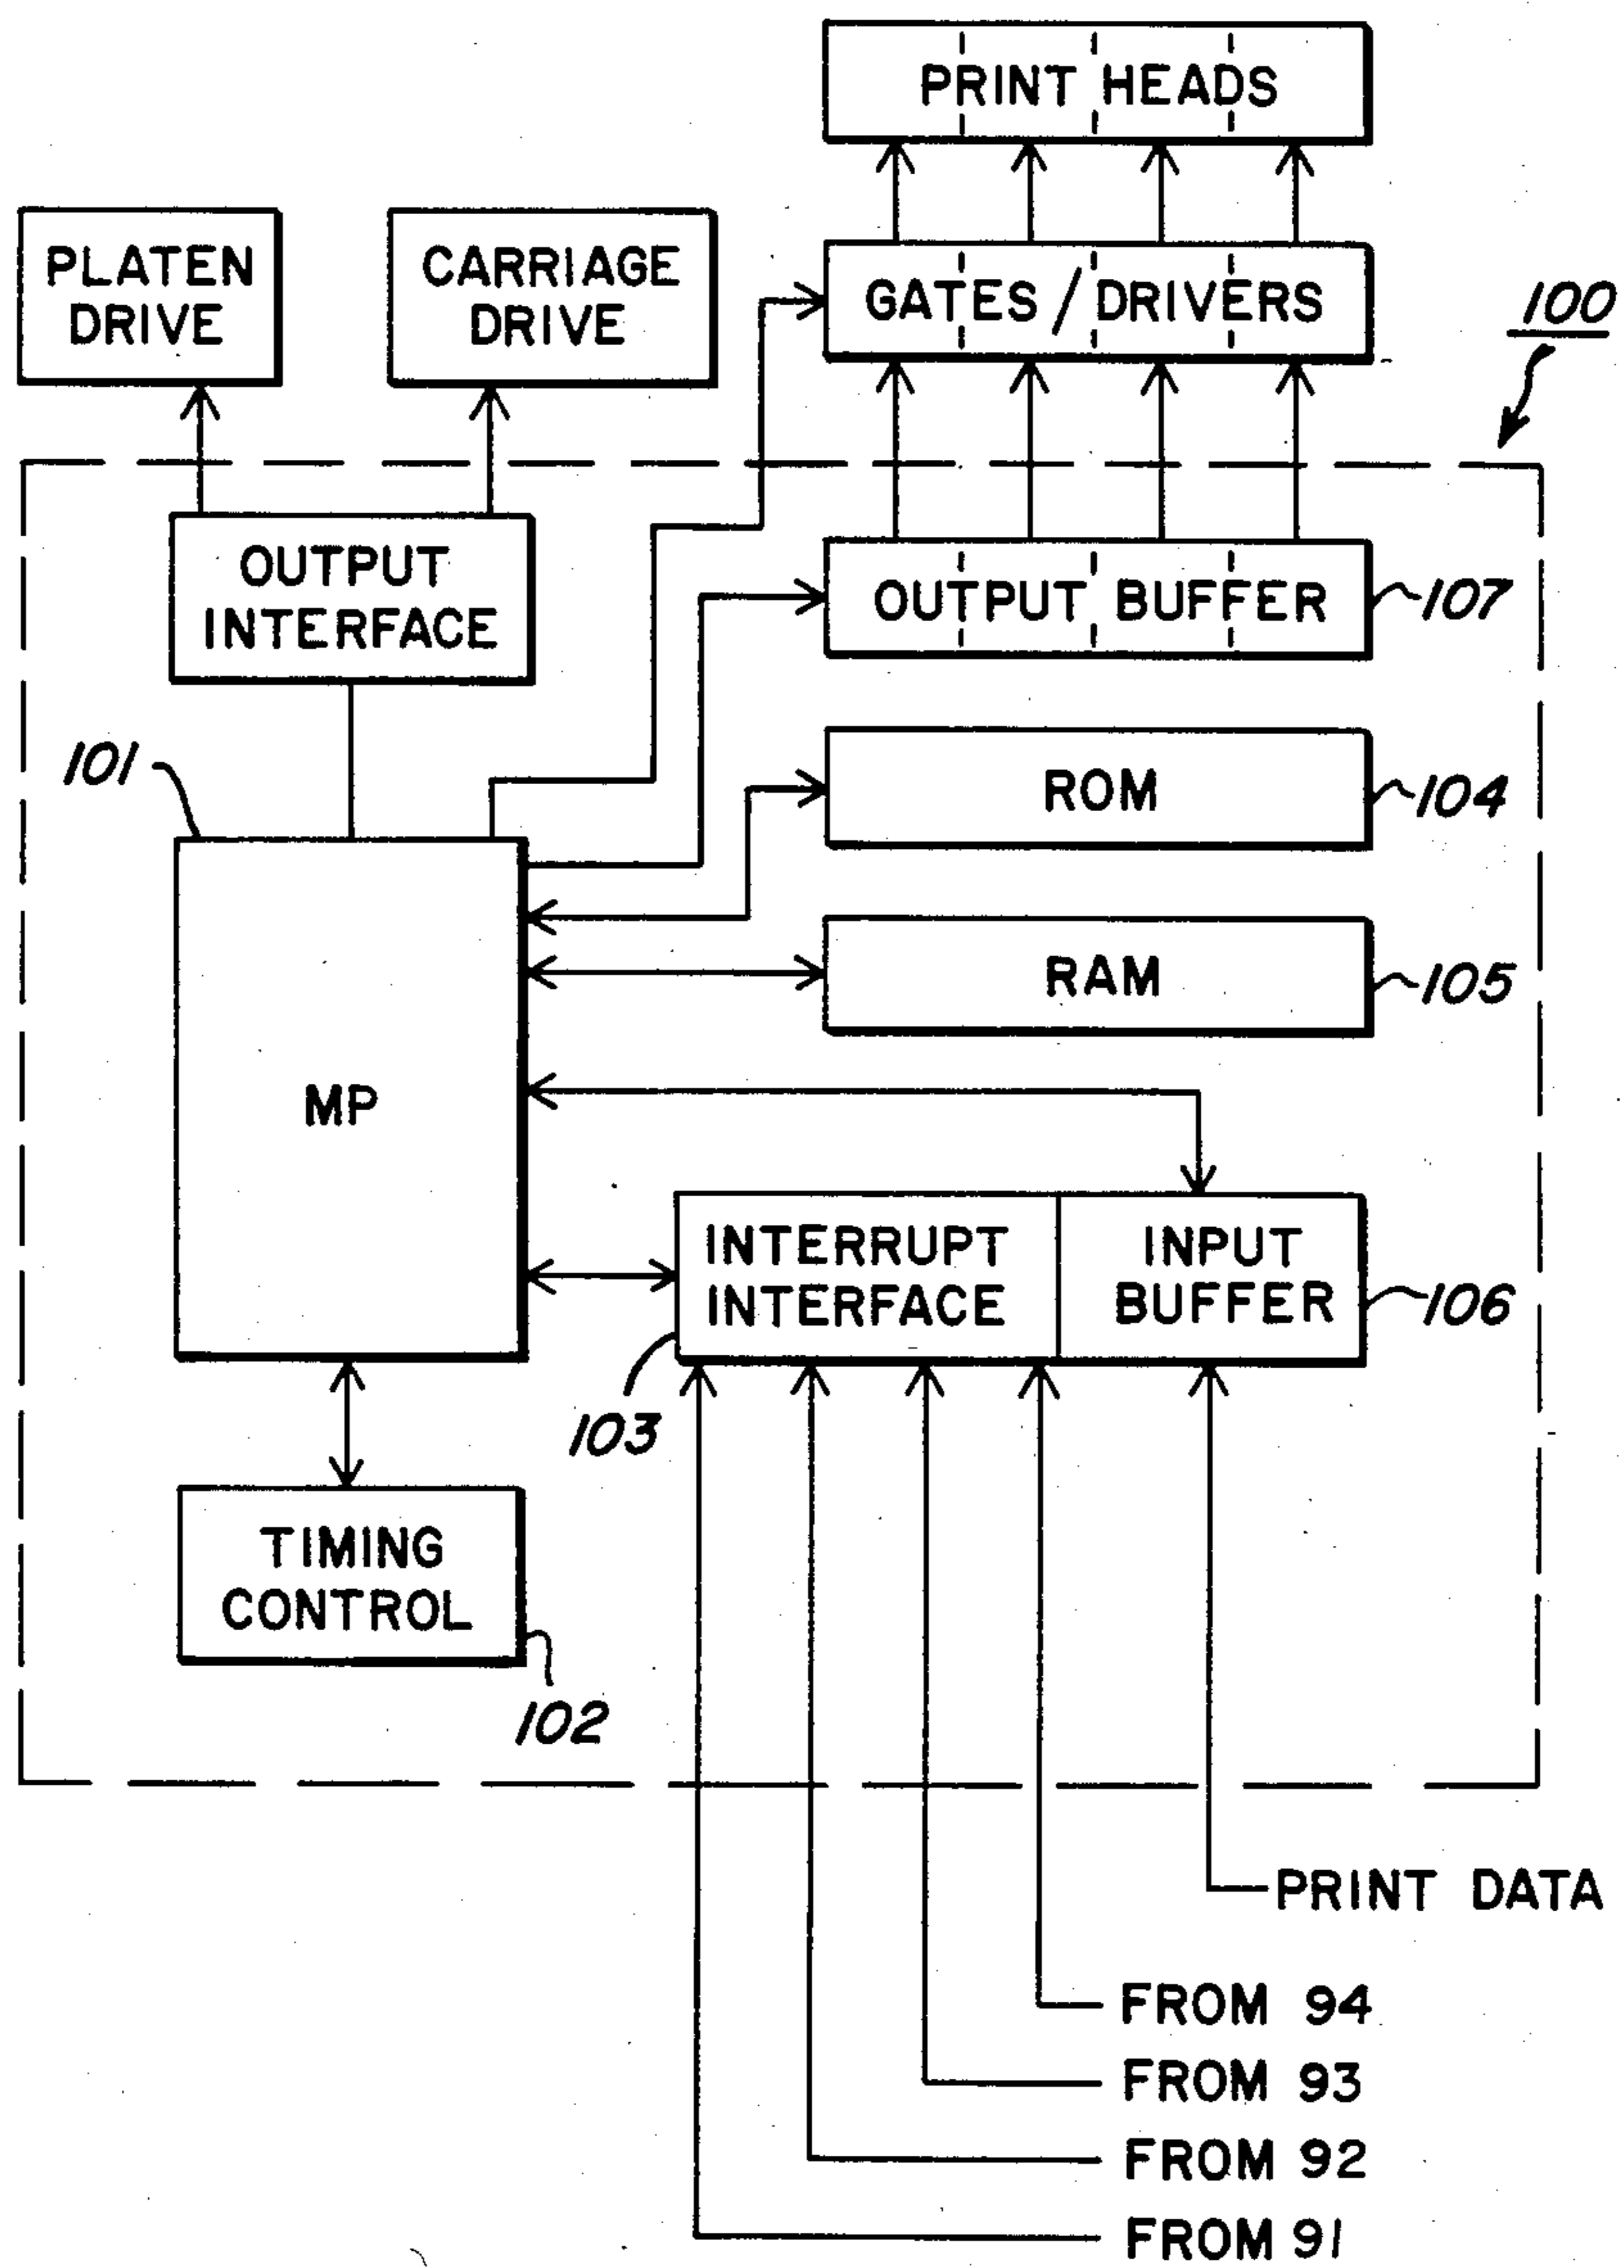 PRINT HEADS
PLATEN
DRIVE
CARRIAGE
DRIVE
GATES / DRIVERS
100
OUTPUT
INTERFACE
OUTPUT BUFFER
107
101
ROM
104
RAM
105
MP
INTERRUPT
INTERFACE
INPUT
BUFFER
106
103
TIMING
CONTROL
102
PRINT DATA
FROM 94
FROM 93
FROM 92
FROM 91